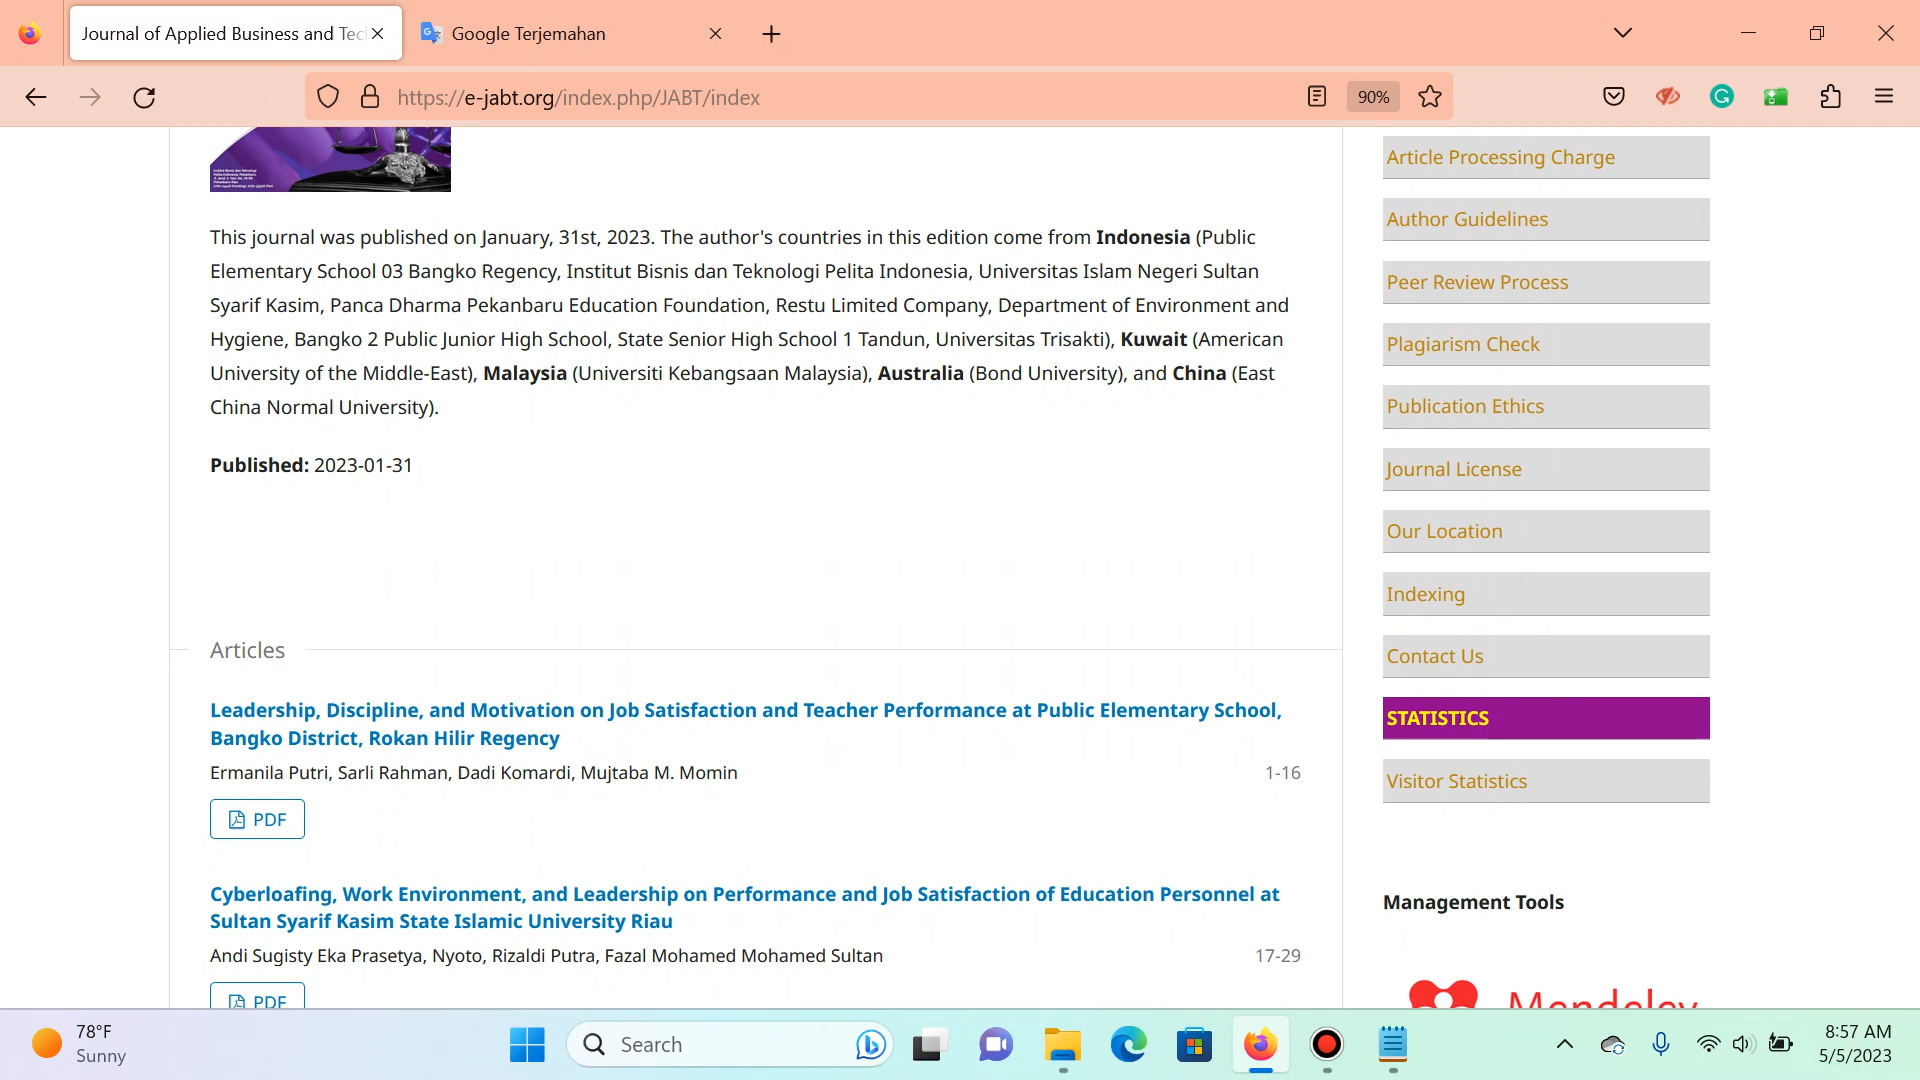 Journal of Applied Business and Tec
Google Terjemahan
https://e-jabt.org/index.php/JABT/index
90%
This journal was published on January, 31st, 2023. The author's countries in this edition come from Indonesia (Public
Elementary School 03 Bangko Regency, Institut Bisnis dan Teknologi Pelita Indonesia, Universitas Islam Negeri Sultan
Syarif Kasim, Panca Dharma Pekanbaru Education Foundation, Restu Limited Company, Department of Environment and
Hygiene, Bangko 2 Public Junior High School, State Senior High School 1 Tandun, Universitas Trisakti), Kuwait (American
University of the Middle-East), Malaysia (Universiti Kebangsaan Malaysia), Australia (Bond University), and China (East
China Normal University).
Published: 2023-01-31
Articles
Leadership, Discipline, and Motivation on Job Satisfaction and Teacher Performance at Public Elementary School,
Bangko District, Rokan Hilir Regency
Ermanila Putri, Sarli Rahman, Dadi Komardi, Mujtaba M. Momin
1-16
PDF
Cyberloafing, Work Environment, and Leadership on Performance and Job Satisfaction of Education Personnel at
Sultan Syarif Kasim State Islamic University Riau
Andi Sugisty Eka Prasetya, Nyoto, Rizaldi Putra, Fazal Mohamed Mohamed Sultan
17-29
PDF
Article Processing Charge
Author Guidelines
Peer Review Process
Plagiarism Check
Publication Ethics
Journal License
Our Location
Indexing
Contact Us
STATISTICS
Visitor Statistics
Management Tools
Mendeley
78°F
Sunny
Search
8:57 AM
5/5/2023